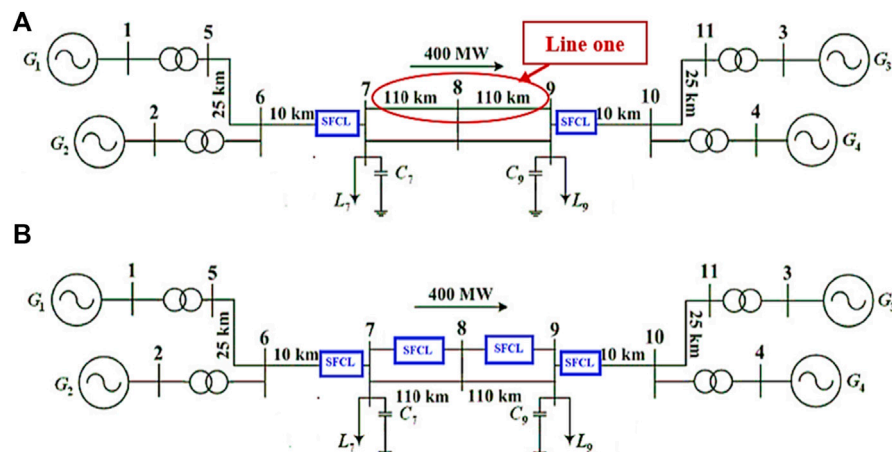 A
1 5 11 3
400 MW
Line one
G1 G3
25 km 7 8 9 25 km
110 km 110 km
2 6 10 km SFCL SFCL 10 km 10 4
G2 G4
C7 C9
L7 L9
B
1 5 11 3
400 MW
G1
25 km 7 8 9 25 km
SFCL SFCL
2 6 10 km SFCL SFCL 10 km 10 4
G2 G4
110 km 110 km
C7 C9
L7 L9